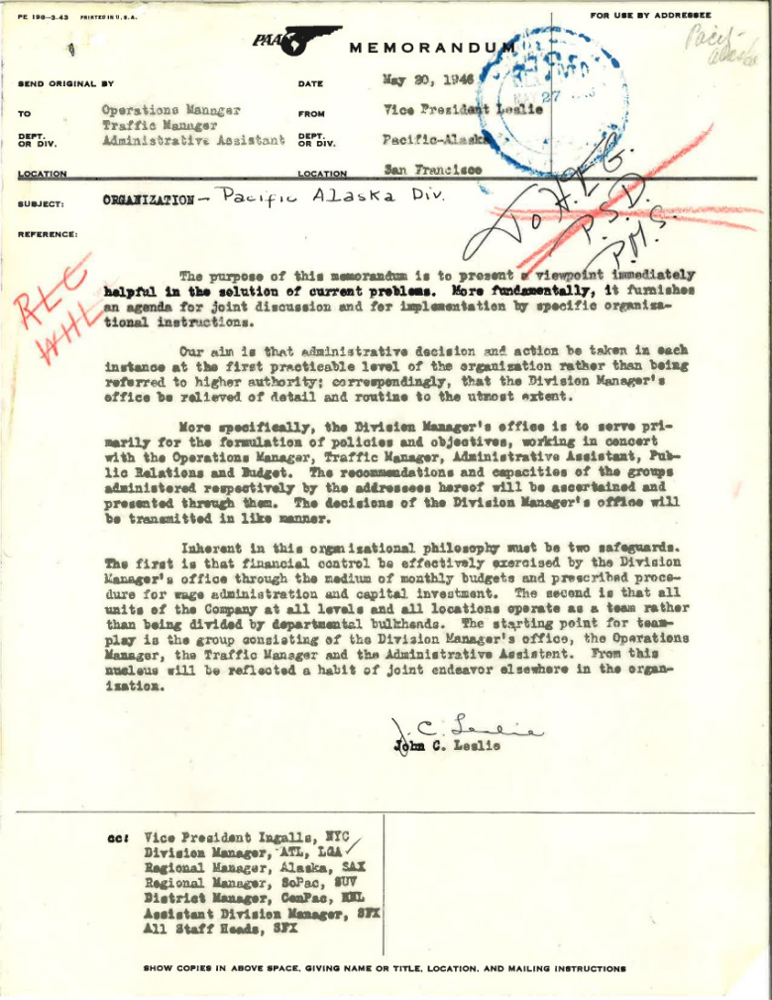 PE 198-3-43 PRINTED IN U.S.A.
FOR USE BY ADDRESSEE
PAA
MEMORANDUM
SEND ORIGINAL BY
DATE May 20, 1946
TO Operations Manager
Traffic Manager
FROM Vice President Leslie
DEPT. OR DIV. Administrative Assistant
DEPT. OR DIV. Pacific-Alaska
LOCATION
LOCATION San Francisco
MAY 27
SUBJECT: ORGANIZATION - Pacific Alaska Div.
REFERENCE:
To H.L.G.
P.S.D.
P.M.S.
RLC
WHL
The purpose of this memorandum is to present a viewpoint immediately
helpful in the solution of current problems. More fundamentally, it furnishes
an agenda for joint discussion and for implementation by specific organiza-
tional instructions.
Our aim is that administrative decision and action be taken in each
instance at the first practicable level of the organization rather than being
referred to higher authority; correspondingly, that the Division Manager's
office be relieved of detail and routine to the utmost extent.
More specifically, the Division Manager's office is to serve pri-
marily for the formulation of policies and objectives, working in concert
with the Operations Manager, Traffic Manager, Administrative Assistant, Pub-
lic Relations and Budget. The recommendations and capacities of the groups
administered respectively by the addressees hereof will be ascertained and
presented through them. The decisions of the Division Manager's office will
be transmitted in like manner.
Inherent in this organizational philosophy must be two safeguards.
The first is that financial control be effectively exercised by the Division
Manager's office through the medium of monthly budgets and prescribed proce-
dure for wage administration and capital investment. The second is that all
units of the Company at all levels and all locations operate as a team rather
than being divided by departmental bulkheads. The starting point for team-
play is the group consisting of the Division Manager's office, the Operations
Manager, the Traffic Manager and the Administrative Assistant. From this
nucleus will be reflected a habit of joint endeavor elsewhere in the organ-
ization.
J. C. Leslie
John C. Leslie
cc: Vice President Ingalls, NYC
Division Manager, ATL, LGA
Regional Manager, Alaska, SAX
Regional Manager, SoPac, SUV
District Manager, CenPac, HNL
Assistant Division Manager, SFX
All Staff Heads, SFX
SHOW COPIES IN ABOVE SPACE, GIVING NAME OR TITLE, LOCATION, AND MAILING INSTRUCTIONS